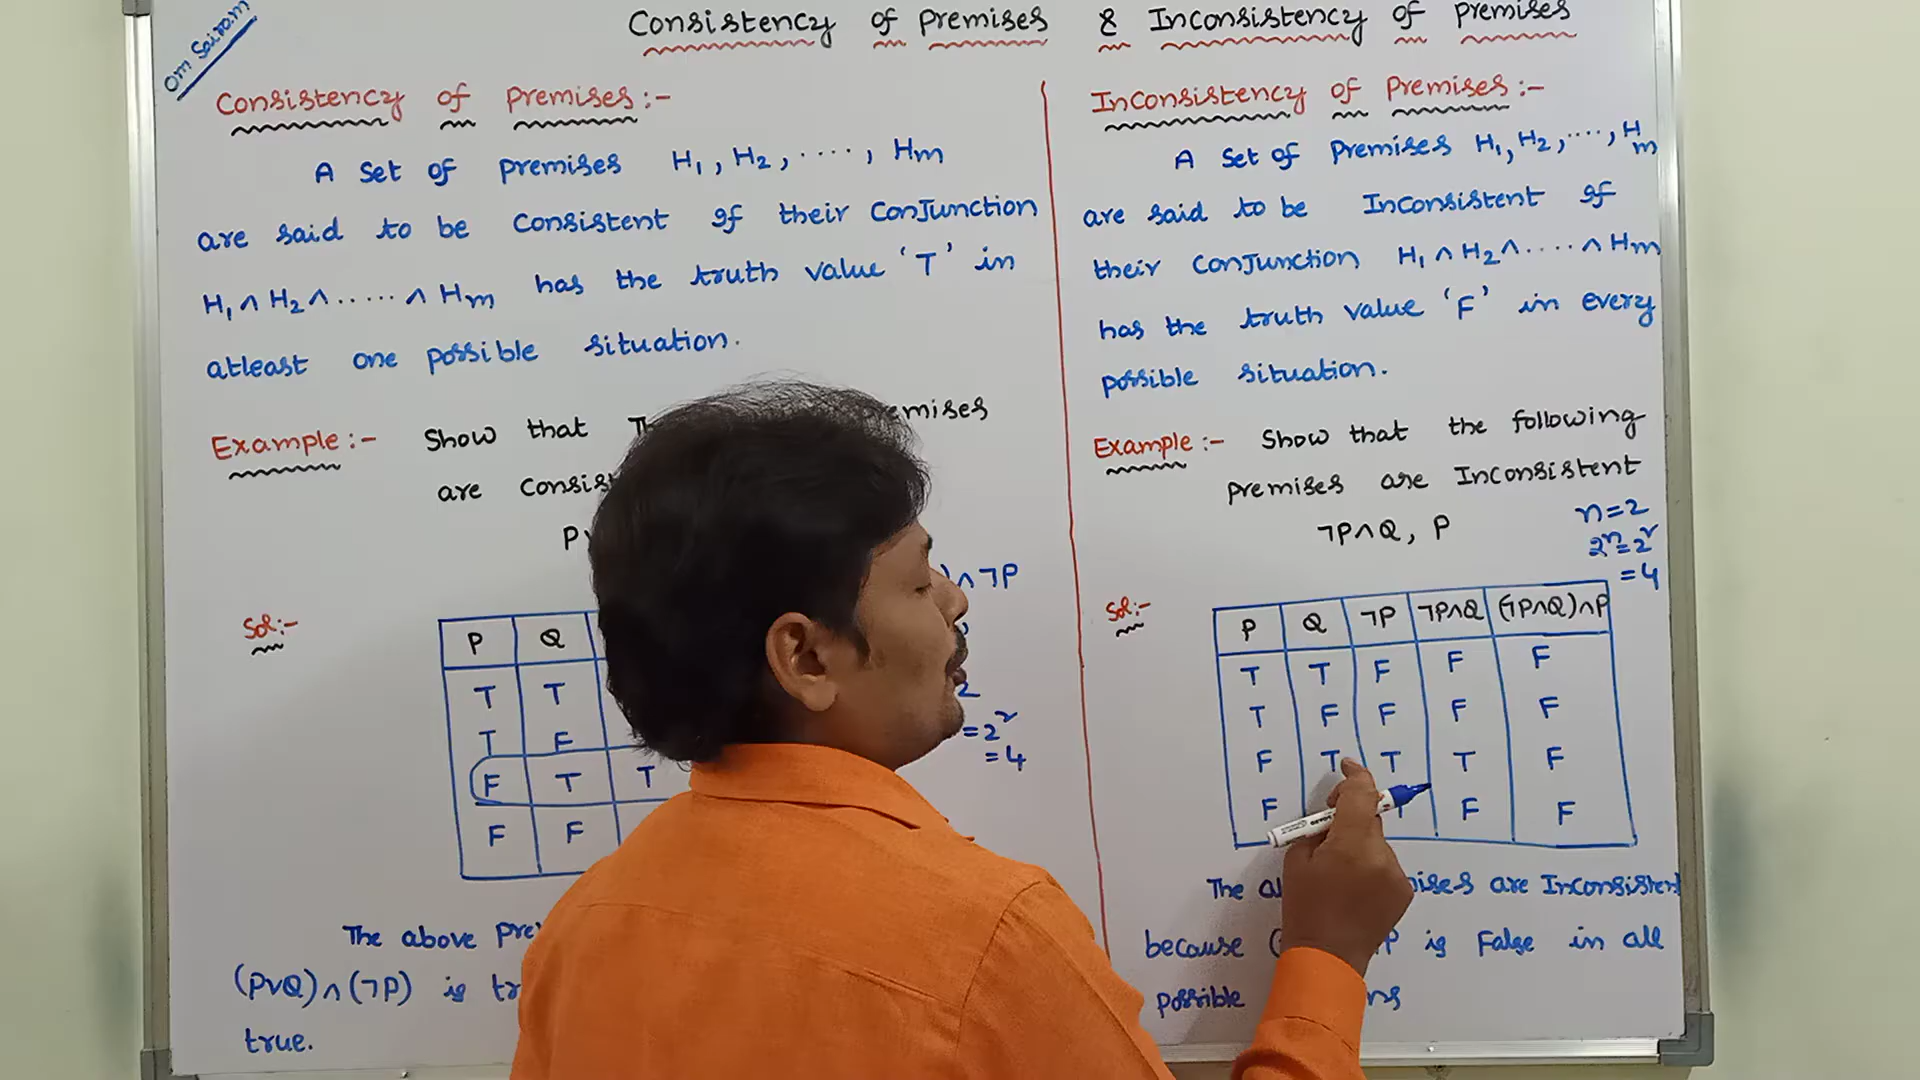 Om Sairam
Consistency of premises & Inconsistency of premises
Consistency of premises:-
A set of premises H1, H2, ...., Hm
are said to be consistent if their conjunction
H1 ∧ H2 ∧ ..... ∧ Hm has the truth value 'T' in
atleast one possible situation.
Example:- Show that
emises
are
P
∧¬P
Sol:-
P Q
T T
T F
F T T
F F
2
=2²
=4
The above
(P∨Q)∧(¬P) is
true.
Inconsistency of premises:-
A set of premises H1, H2, ...., Hm
are said to be Inconsistent if
their conjunction H1 ∧ H2 ∧ ..... ∧ Hm
has the truth value 'F' in every
possible situation.
Example:- Show that the following
premises are Inconsistent
¬P∧Q, P
n=2
2ⁿ=2²
=4
Sol:-
P Q ¬P ¬P∧Q (¬P∧Q)∧P
T T F F F
T F F F F
F T T T F
F T F F
The are Inconsistent
because P is False in all
possible